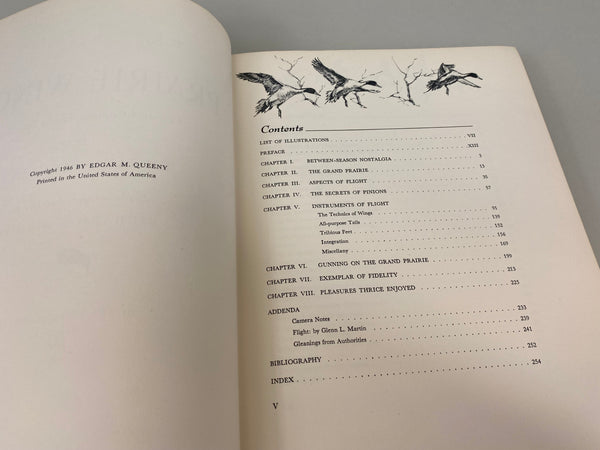 Copyright 1946 BY EDGAR M. QUEENY
Printed in the United States of America
Contents
LIST OF ILLUSTRATIONS VII
PREFACE XIII
CHAPTER I. BETWEEN-SEASON NOSTALGIA 3
CHAPTER II. THE GRAND PRAIRIE 13
CHAPTER III. ASPECTS OF FLIGHT 35
CHAPTER IV. THE SECRETS OF PINIONS 57
CHAPTER V. INSTRUMENTS OF FLIGHT
The Technics of Wings 91
All-purpose Tails 139
Tribious Feet 152
Integration 156
Miscellany 169
CHAPTER VI. GUNNING ON THE GRAND PRAIRIE 199
CHAPTER VII. EXEMPLAR OF FIDELITY 215
CHAPTER VIII. PLEASURES THRICE ENJOYED 225
ADDENDA
Camera Notes 233
Flight: by Glenn L. Martin 239
Gleanings from Authorities 241
BIBLIOGRAPHY 252
INDEX 254
V